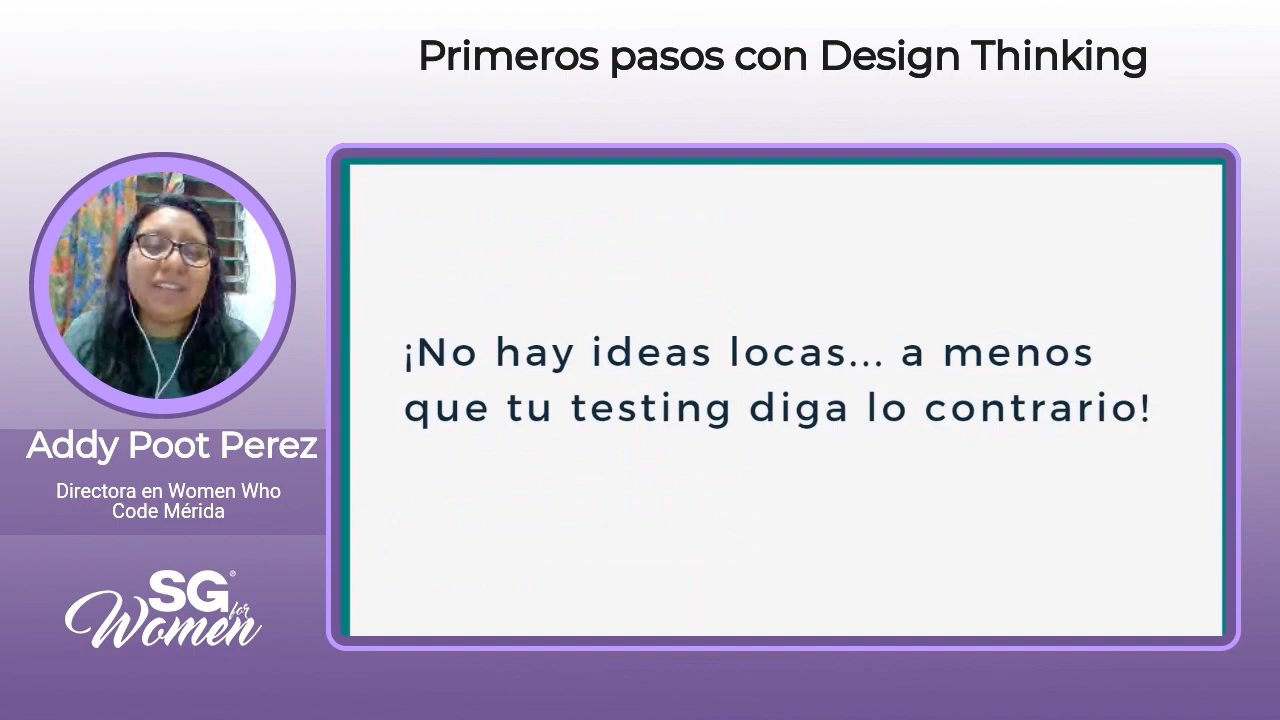 Primeros pasos con Design Thinking
¡No hay ideas locas... a menos
que tu testing diga lo contrario!
Addy Poot Perez
Directora en Women Who
Code Mérida
SG®
for
Women